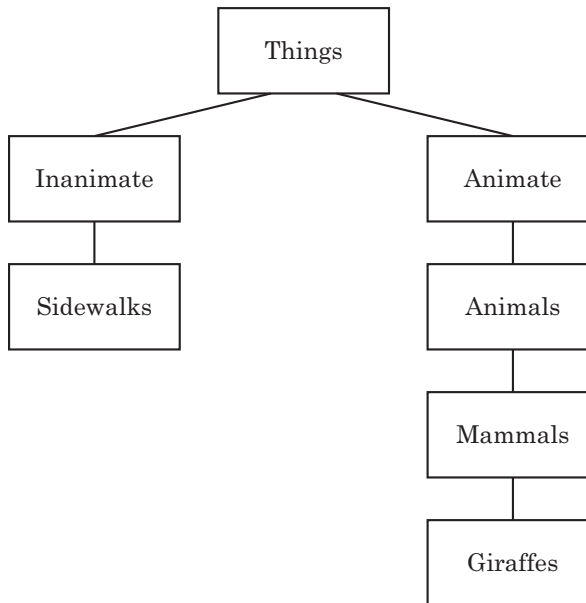 Things
Inanimate
Animate
Sidewalks
Animals
Mammals
Giraffes